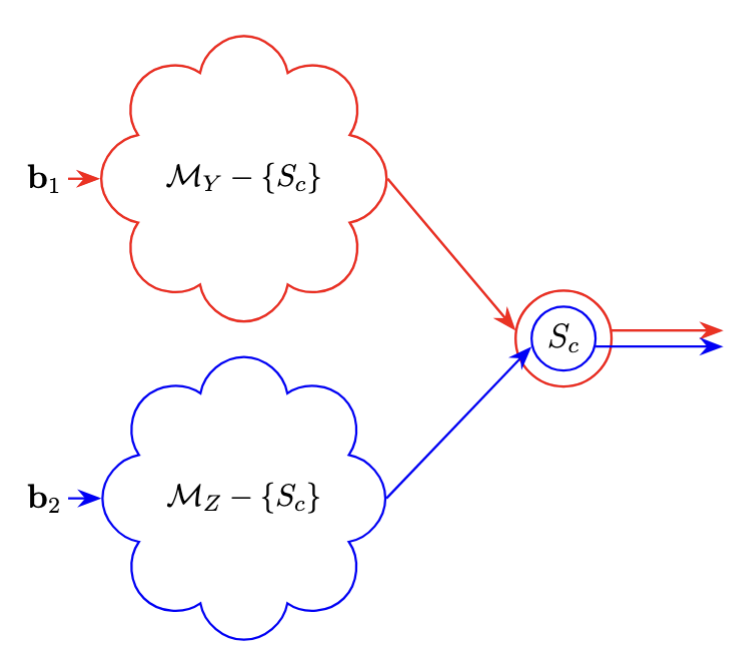 b₁
ℳ_Y − {S_c}
S_c
b₂
ℳ_Z − {S_c}